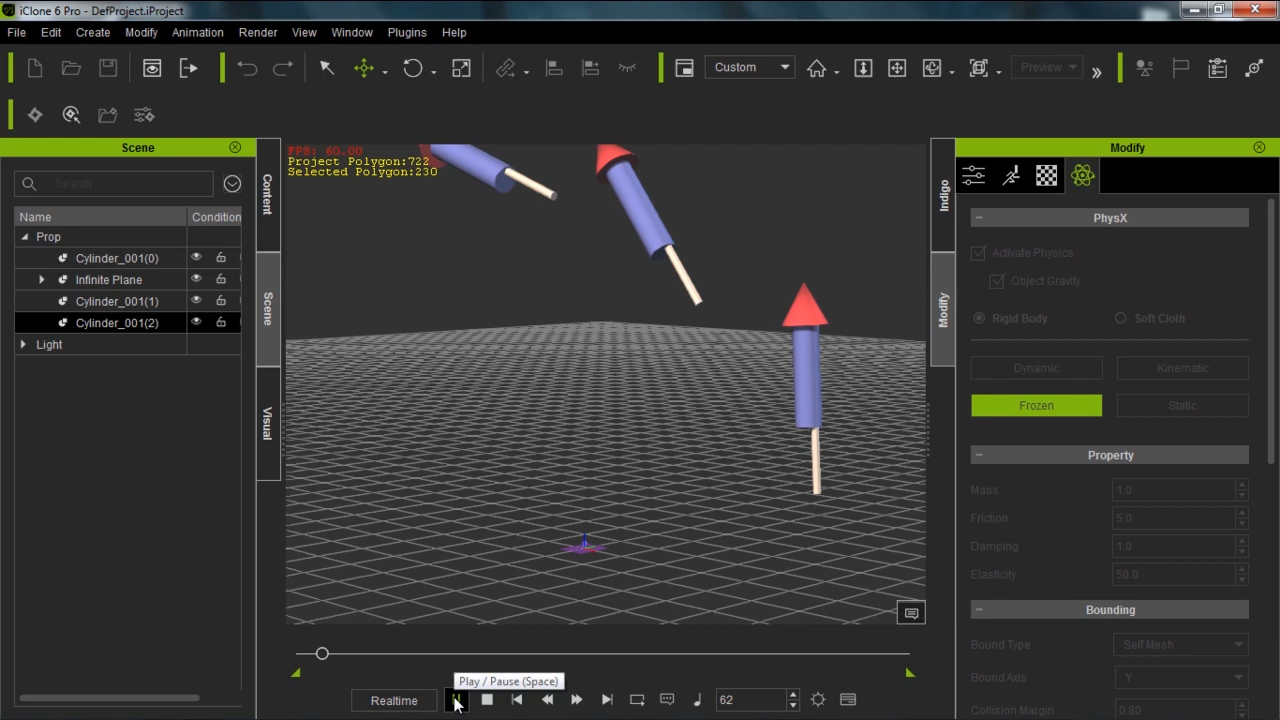 iClone 6 Pro - DefProject.iProject
File Edit Create Modify Animation Render View Window Plugins Help
Custom
Preview
Scene
Search
Name Condition
Prop
Cylinder_001(0)
Infinite Plane
Cylinder_001(1)
Cylinder_001(2)
Light
Content
Scene
Visual
FPS: 60.00
Project Polygon:722
Selected Polygon:230
Play / Pause (Space)
Realtime
62
Indigo
Modify
Modify
PhysX
Activate Physics
Object Gravity
Rigid Body Soft Cloth
Dynamic Kinematic
Frozen Static
Property
Mass 1.0
Friction 5.0
Damping 1.0
Elasticity 50.0
Bounding
Bound Type Self Mesh
Bound Axis Y
Collision Margin 0.80